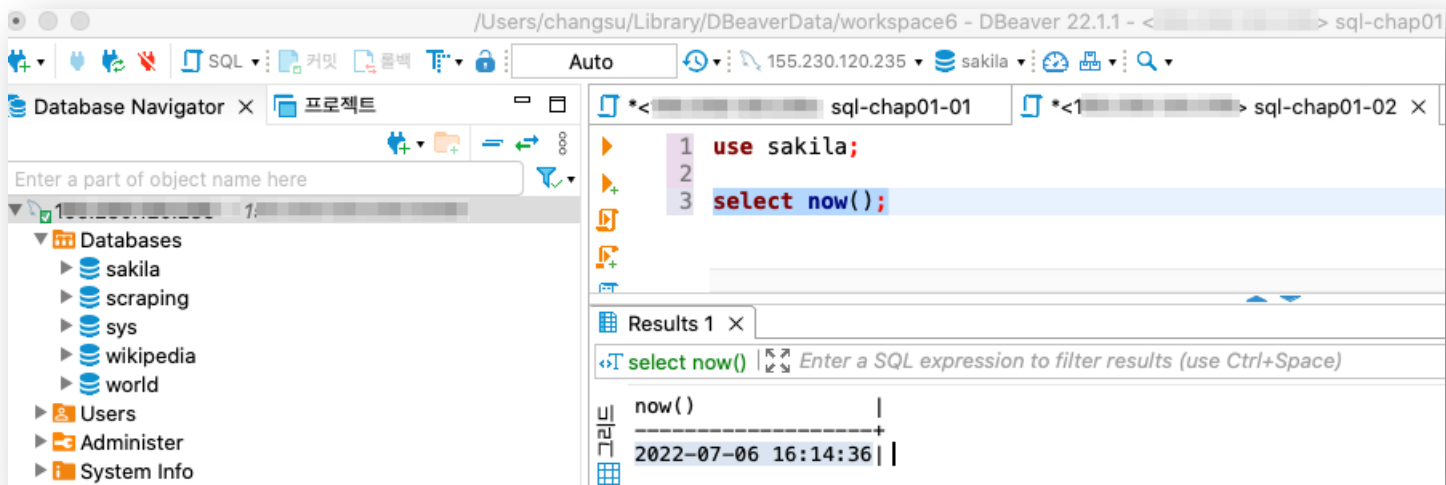 /Users/changsu/Library/DBeaverData/workspace6 - DBeaver 22.1.1 - < > sql-chap01
SQL 커밋 롤백 Auto 155.230.120.235 sakila
Database Navigator 프로젝트
*< sql-chap01-01
*<1 > sql-chap01-02
Enter a part of object name here
Databases
sakila
scraping
sys
wikipedia
world
Users
Administer
System Info
1 use sakila;
2
3 select now();
Results 1
select now() Enter a SQL expression to filter results (use Ctrl+Space)
그리드
now() |
-------------------+
2022-07-06 16:14:36|